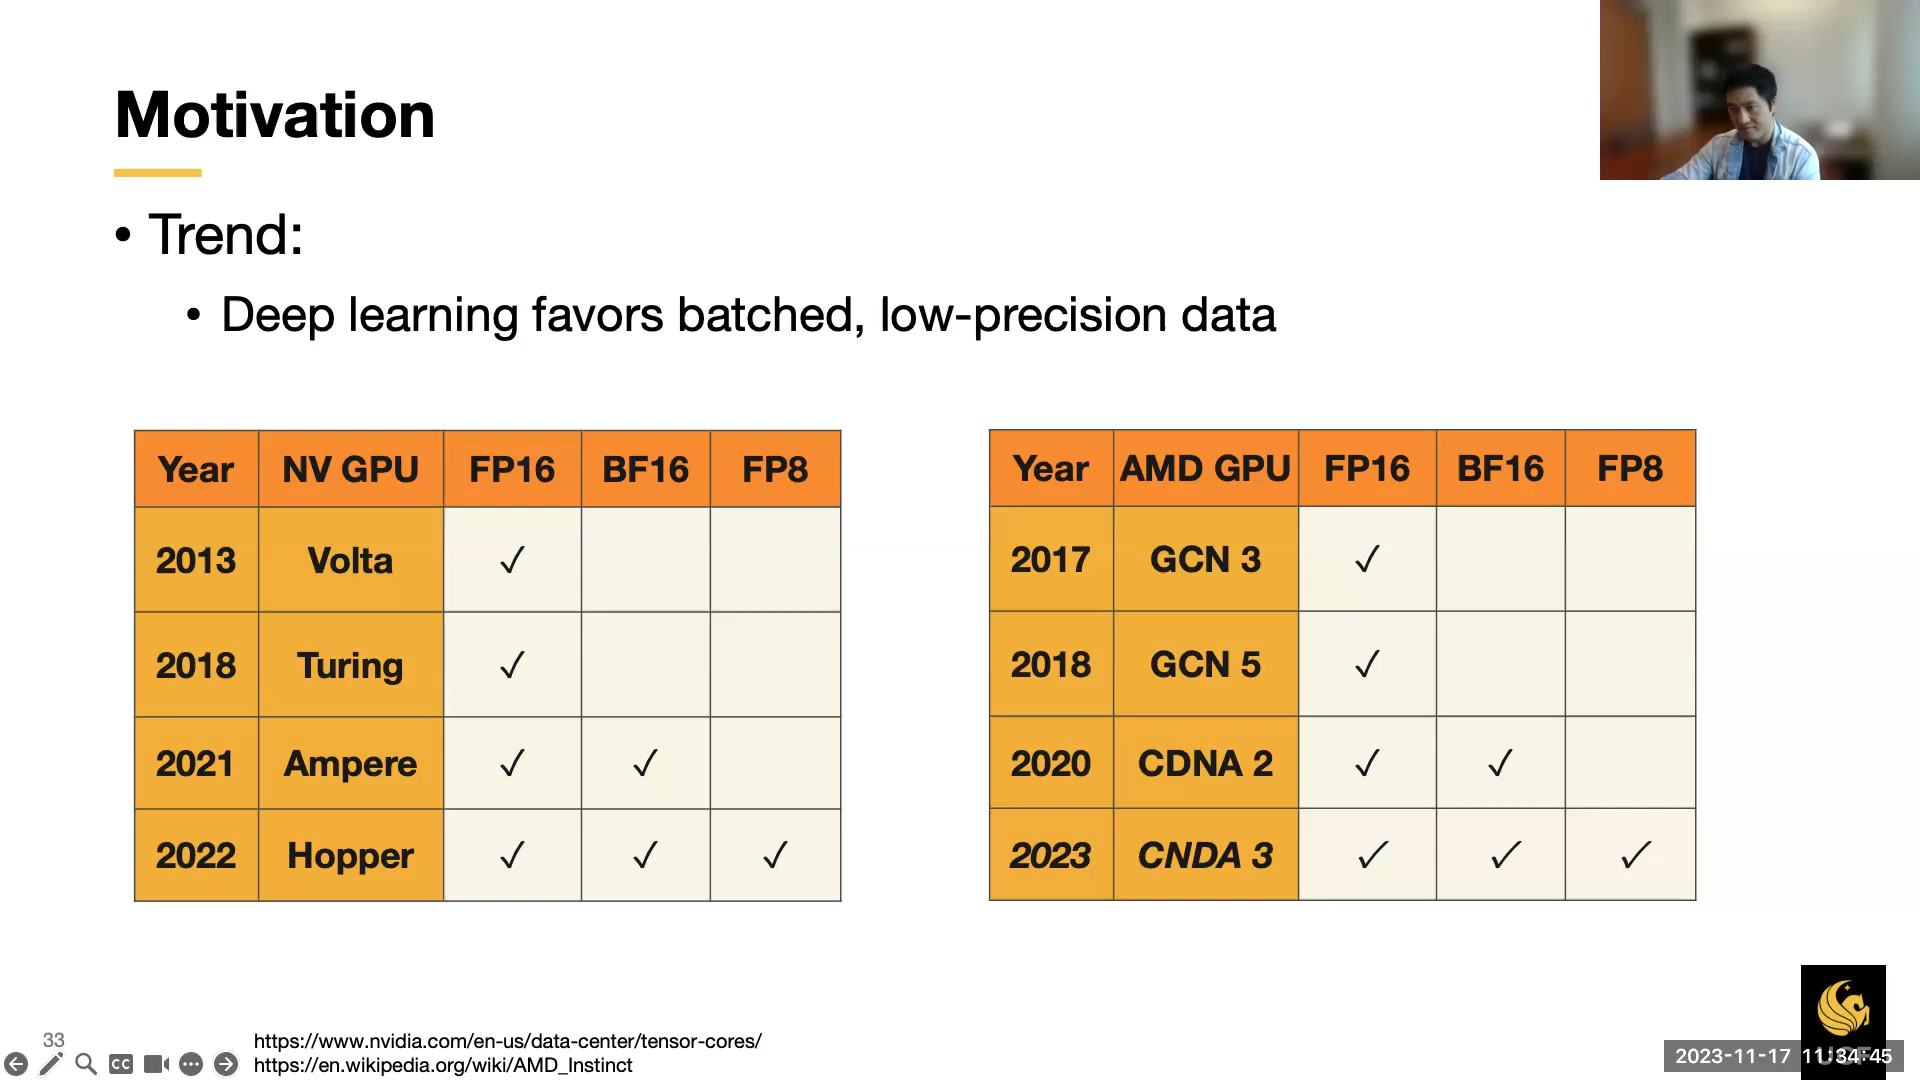 Motivation
• Trend:
• Deep learning favors batched, low-precision data
Year NV GPU FP16 BF16 FP8
2013 Volta ✓
2018 Turing ✓
2021 Ampere ✓ ✓
2022 Hopper ✓ ✓ ✓
Year AMD GPU FP16 BF16 FP8
2017 GCN 3 ✓
2018 GCN 5 ✓
2020 CDNA 2 ✓ ✓
2023 CNDA 3 ✓ ✓ ✓
33
https://www.nvidia.com/en-us/data-center/tensor-cores/
https://en.wikipedia.org/wiki/AMD_Instinct
CC
UCF
2023-11-17 11:34:45